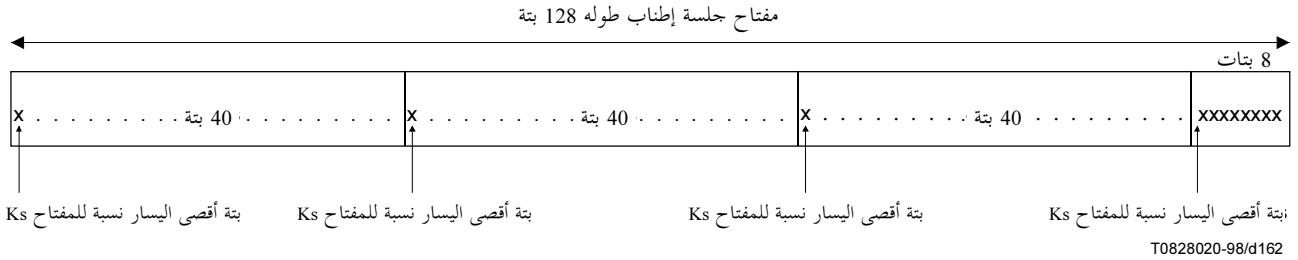 مفتاح جلسة إطناب طوله 128 بتة
8 بتات
X . . . . . . . . . 40 بتة . . . . . . . . . X . . . . . . . . . 40 بتة . . . . . . . . . X . . . . . . . . . 40 بتة . . . . . . . . . XXXXXXXX
بتة أقصى اليسار نسبة للمفتاح Ks
بتة أقصى اليسار نسبة للمفتاح Ks
بتة أقصى اليسار نسبة للمفتاح Ks
بتة أقصى اليسار نسبة للمفتاح Ks
T0828020-98/d162